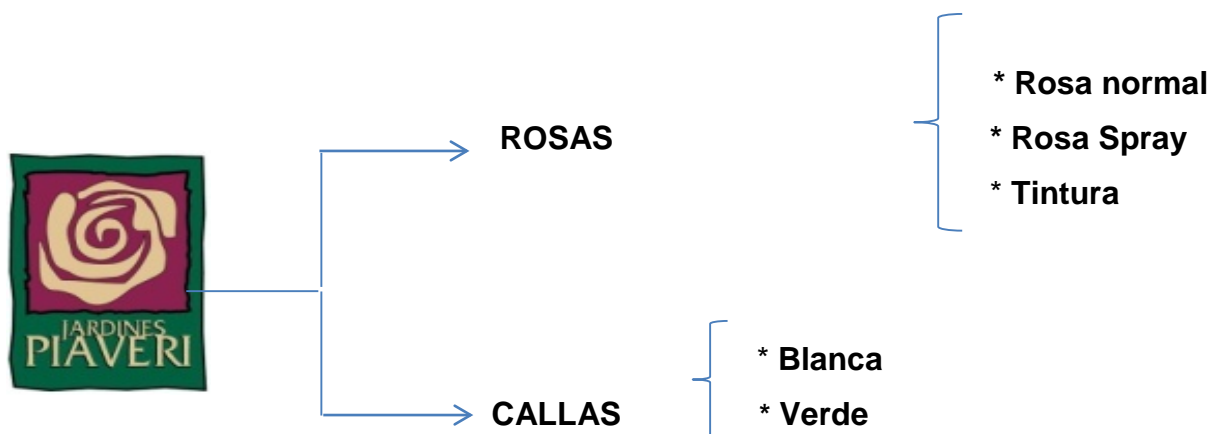 JARDINES
PIAVERI
ROSAS
* Rosa normal
* Rosa Spray
* Tintura
CALLAS
* Blanca
* Verde